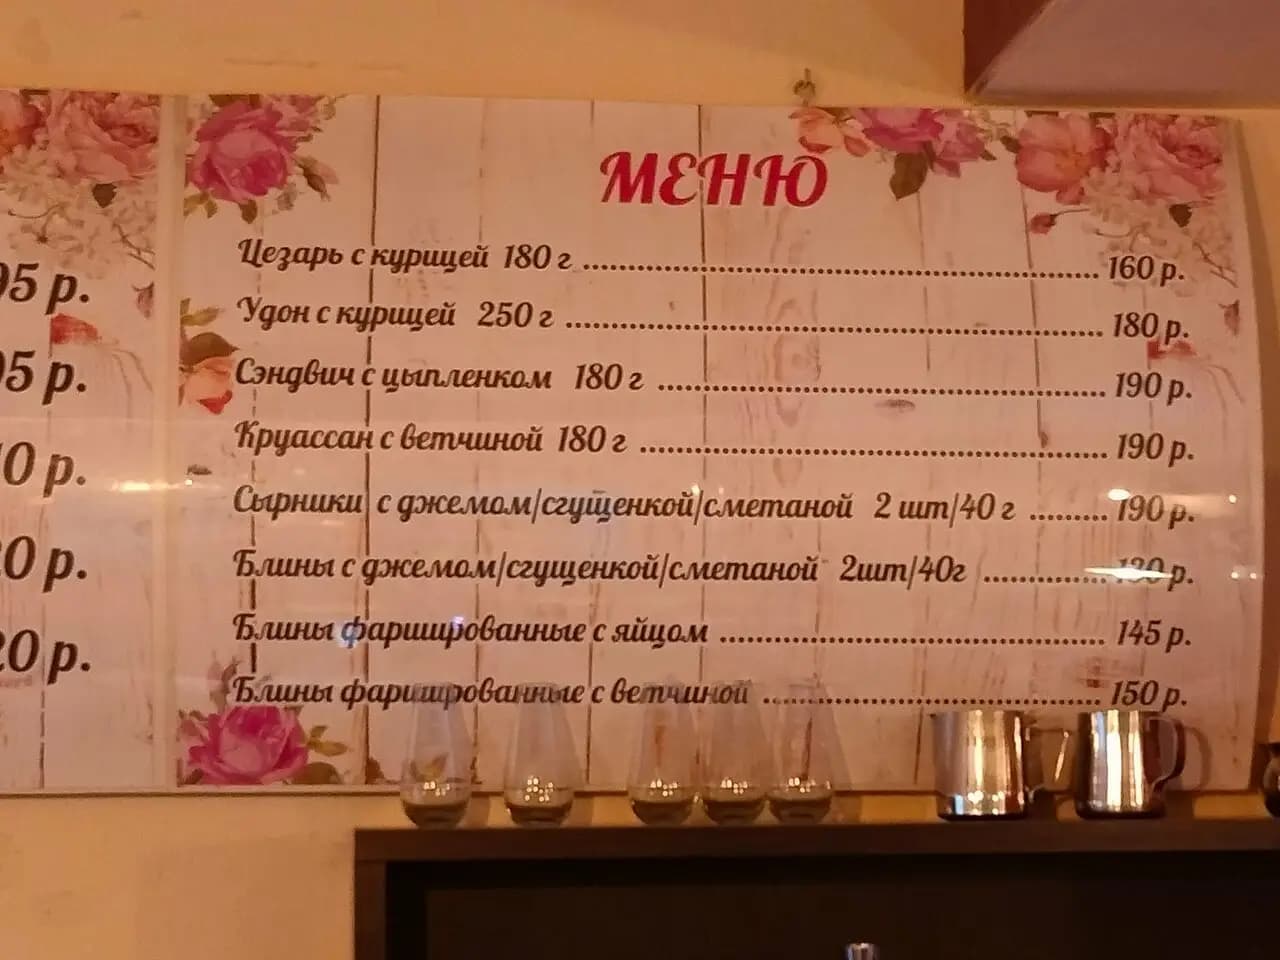 МЕНЮ
Цезарь с курицей 180 г ........ 160 р.
Удон с курицей 250 г ........ 180 р.
Сэндвич с цыпленком 180 г ........ 190 р.
Круассан с ветчиной 180 г ........ 190 р.
Сырники с джемом/сгущенкой/сметаной 2 шт/40 г ........ 190 р.
Блины с джемом/сгущенкой/сметаной 2шт/40г ........ р.
Блины фаршированные с яйцом ........ 145 р.
Блины фаршированные с ветчиной ........ 150 р.